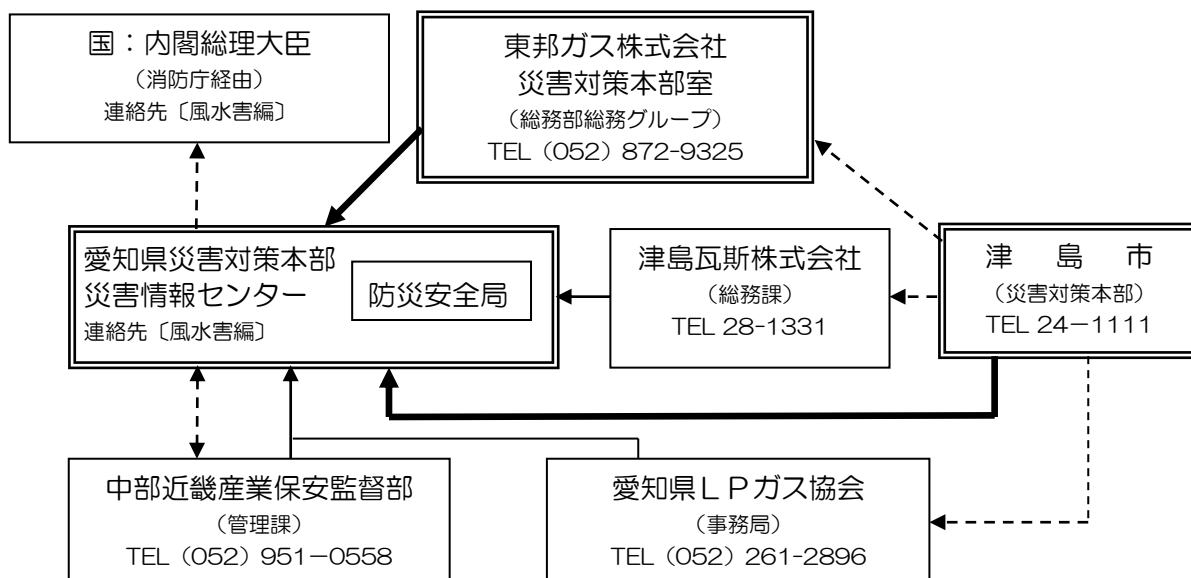 国：内閣総理大臣
（消防庁経由）
連絡先〔風水害編〕
東邦ガス株式会社
災害対策本部室
（総務部総務グループ）
TEL（052）872-9325
愛知県災害対策本部
災害情報センター
連絡先〔風水害編〕
防災安全局
津島瓦斯株式会社
（総務課）
TEL 28-1331
津　島　市
（災害対策本部）
TEL 24－1111
中部近畿産業保安監督部
（管理課）
TEL（052）951－0558
愛知県ＬＰガス協会
（事務局）
TEL（052）261-2896